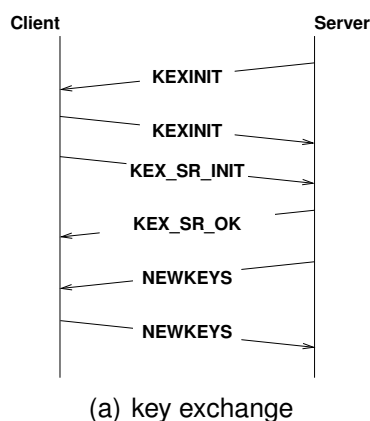 Client Server
KEXINIT
KEXINIT
KEX_SR_INIT
KEX_SR_OK
NEWKEYS
NEWKEYS
(a) key exchange